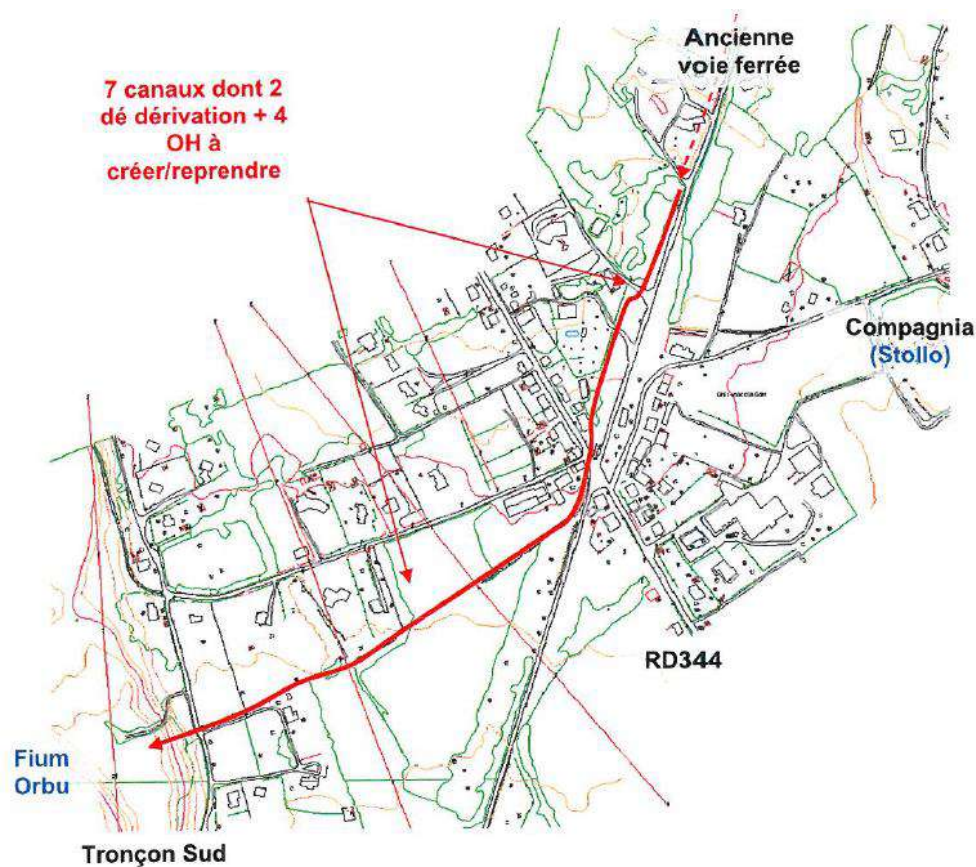 Ancienne
voie ferrée
7 canaux dont 2
dé dérivation + 4
OH à
créer/reprendre
Compagnia
(Stollo)
RD344
Fium
Orbu
Tronçon Sud